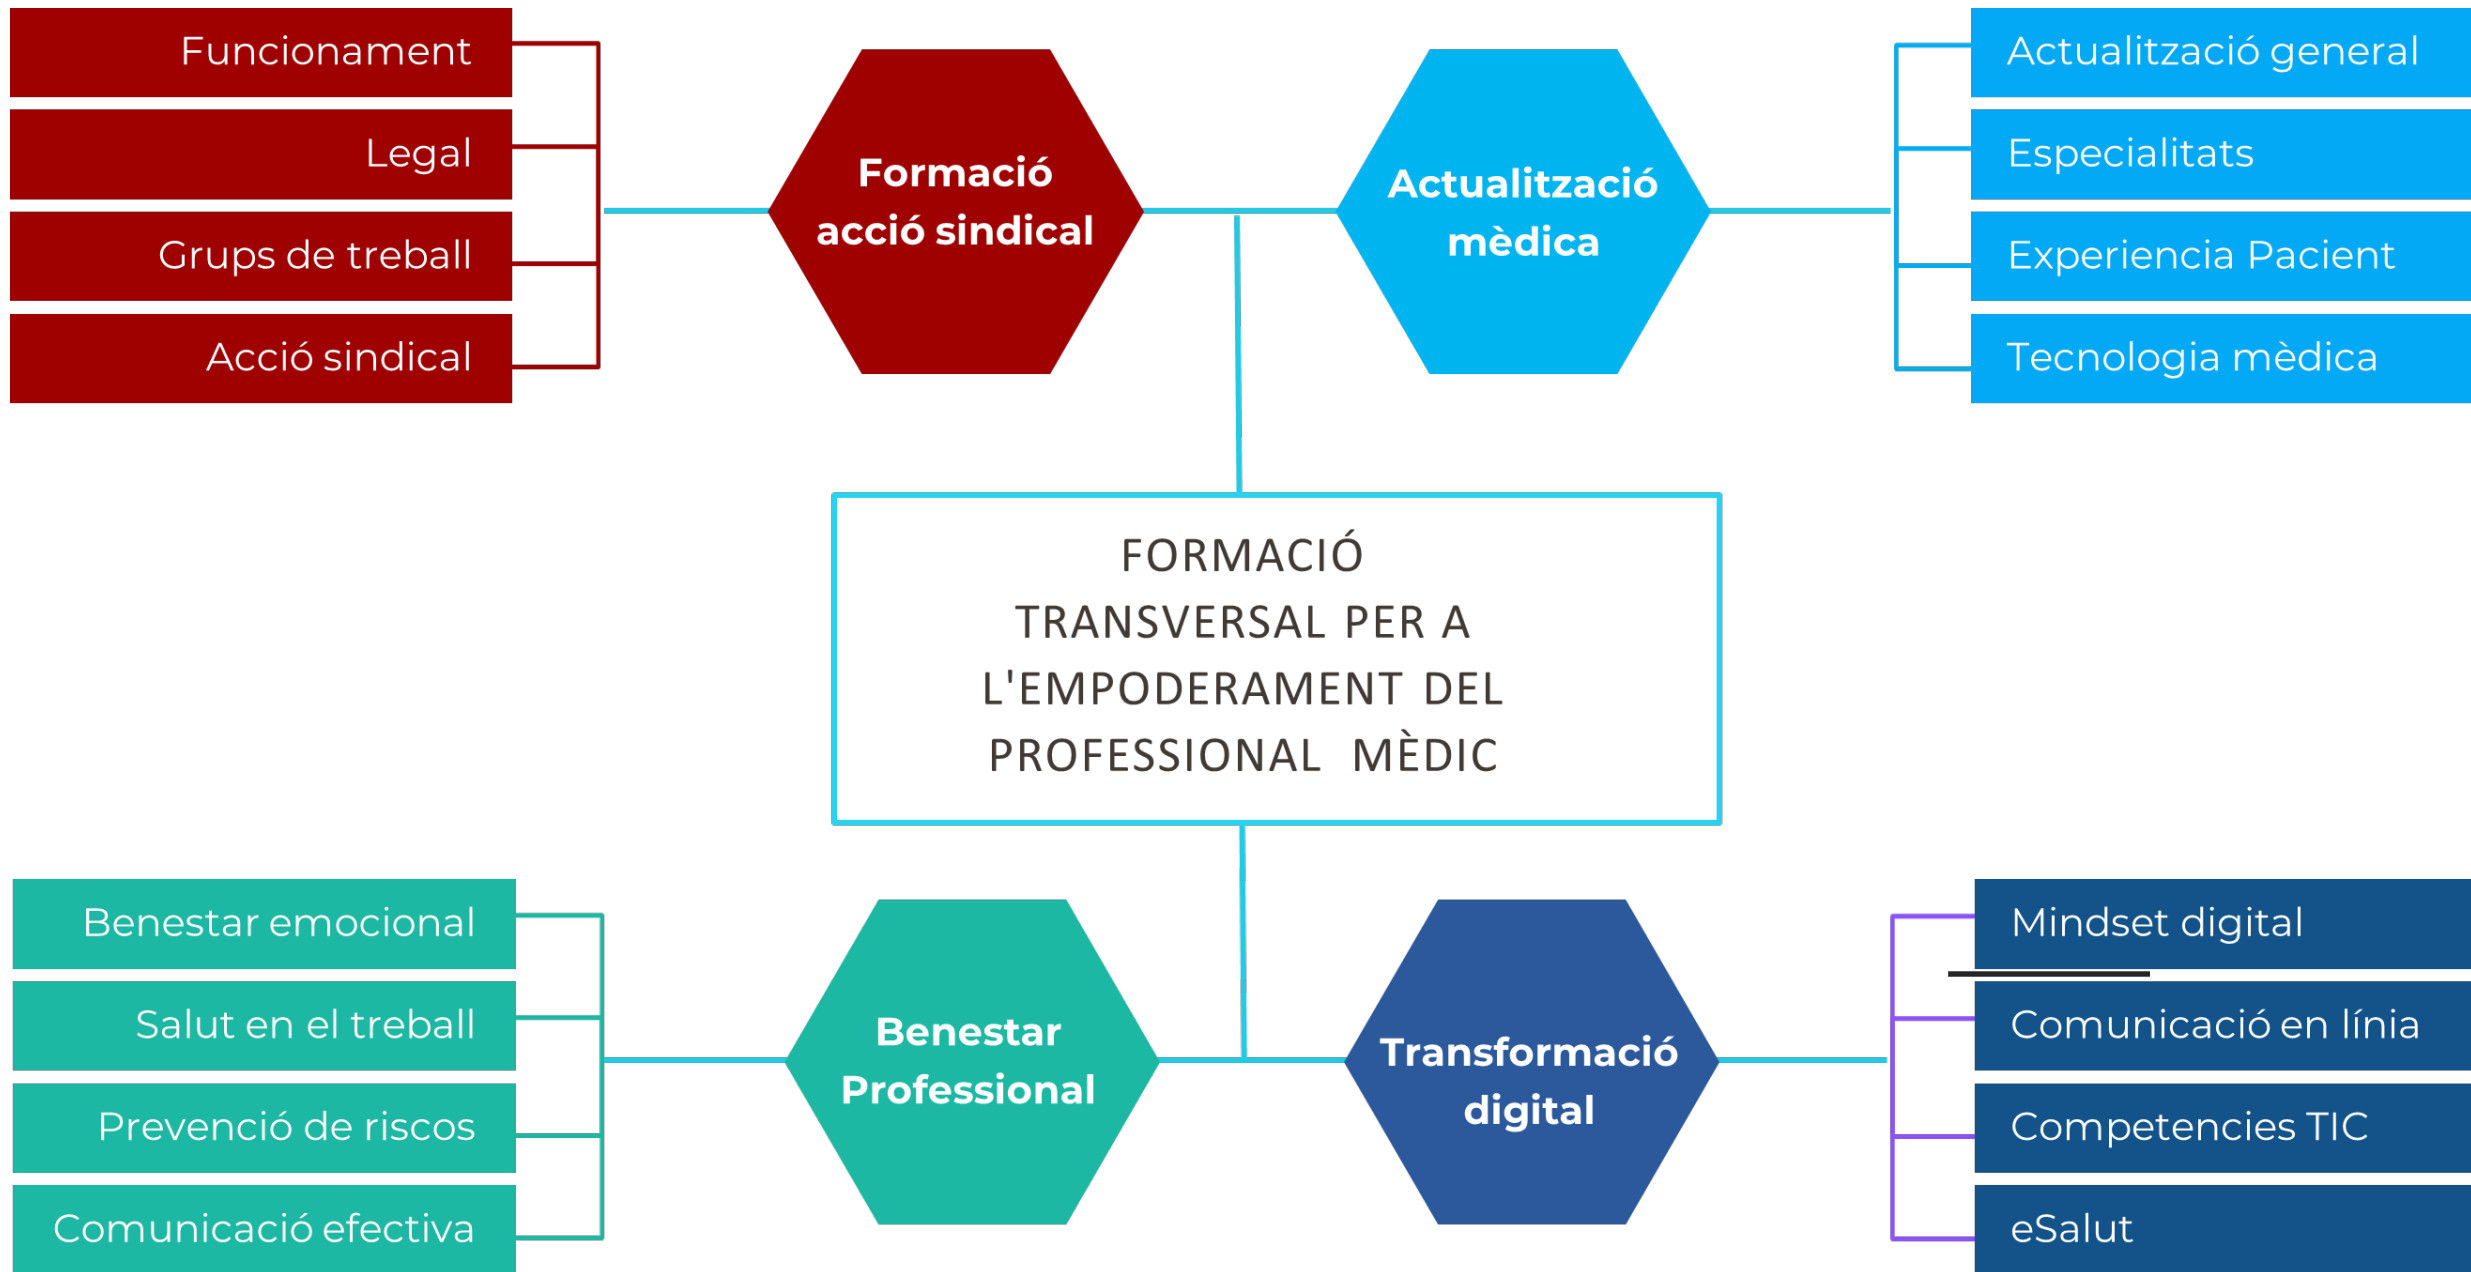 Funcionament
Legal
Grups de treball
Acció sindical
Formació
acció sindical
Actualització
mèdica
Actualització general
Especialitats
Experiencia Pacient
Tecnologia mèdica
FORMACIÓ
TRANSVERSAL PER A
L'EMPODERAMENT DEL
PROFESSIONAL MÈDIC
Benestar emocional
Salut en el treball
Prevenció de riscos
Comunicació efectiva
Benestar
Professional
Transformació
digital
Mindset digital
Comunicació en línia
Competencies TIC
eSalut